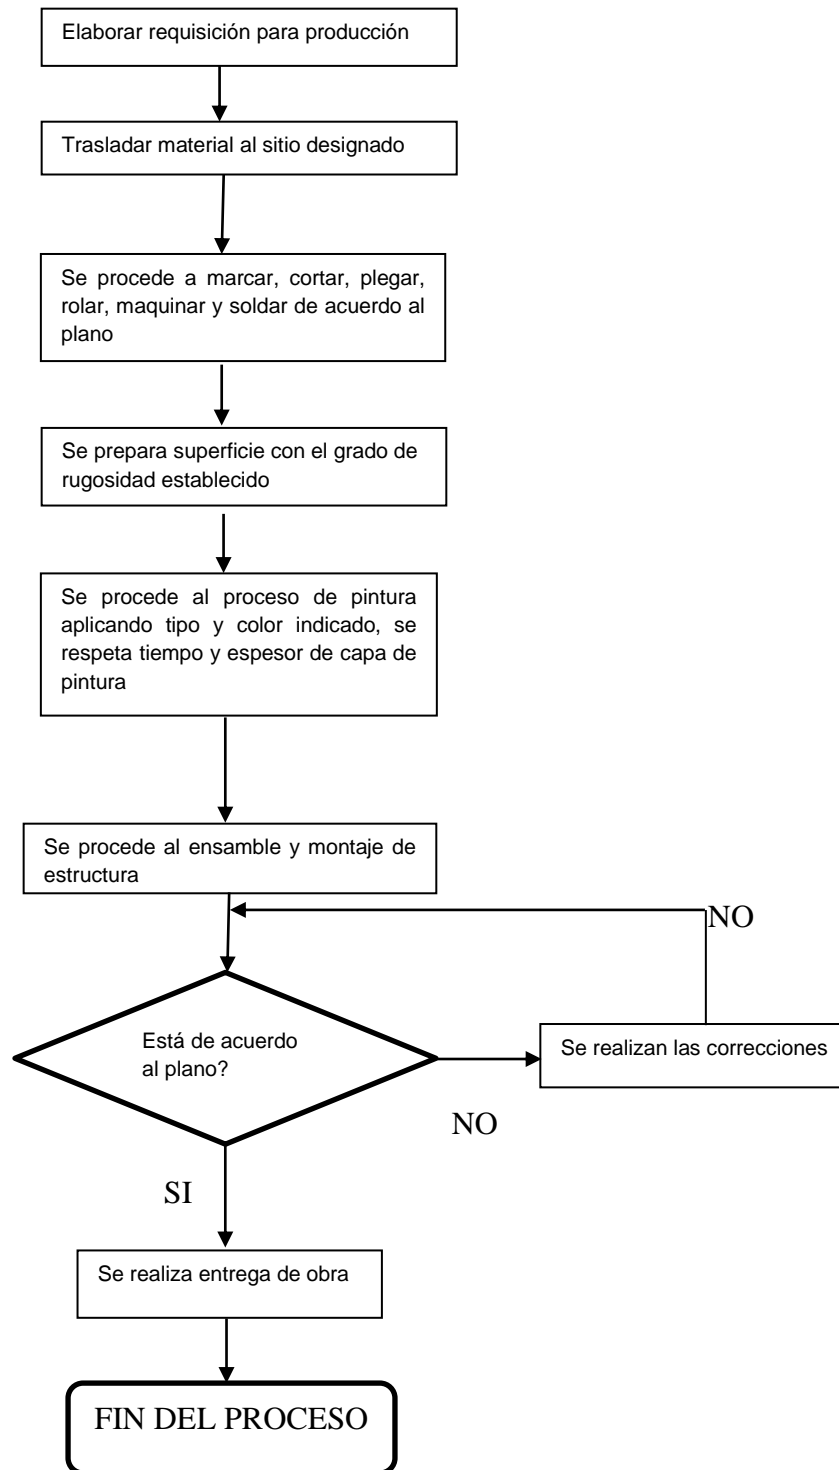 Elaborar requisición para producción
Trasladar material al sitio designado
Se procede a marcar, cortar, plegar,
rolar, maquinar y soldar de acuerdo al
plano
Se prepara superficie con el grado de
rugosidad establecido
Se procede al proceso de pintura
aplicando tipo y color indicado, se
respeta tiempo y espesor de capa de
pintura
Se procede al ensamble y montaje de
estructura
NO
Está de acuerdo
al plano?
Se realizan las correcciones
NO
SI
Se realiza entrega de obra
FIN DEL PROCESO